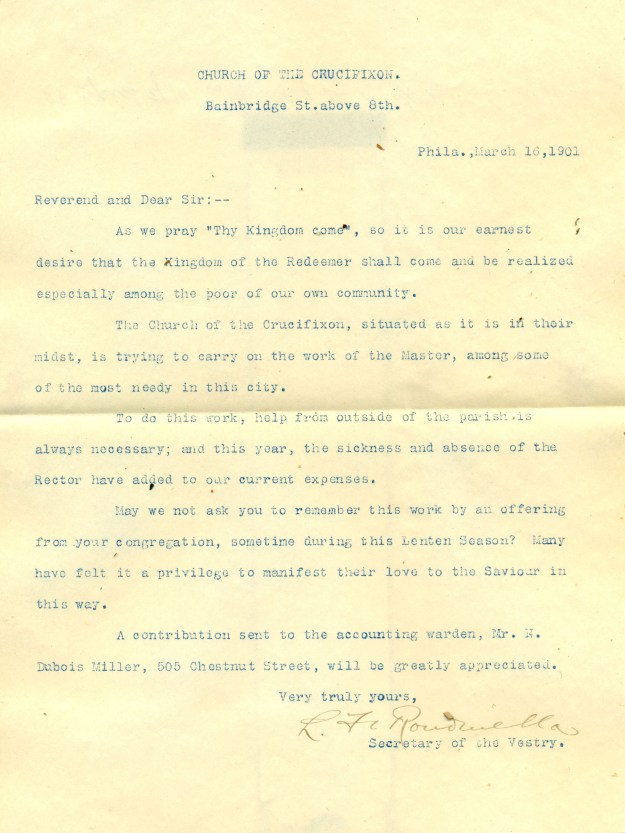 CHURCH OF THE CRUCIFIXON.
Bainbridge St.above 8th.
Phila.,March 16,1901
Reverend and Dear Sir:--
As we pray "Thy Kingdom come", so it is our earnest
desire that the Kingdom of the Redeemer shall come and be realized
especially among the poor of our own community.
The Church of the Crucifixon, situated as it is in their
midst, is trying to carry on the work of the Master, among some
of the most needy in this city.
To do this work, help from outside of the parish is
always necessary; and this year, the sickness and absence of the
Rector have added to our current expenses.
May we not ask you to remember this work by an offering
from your congregation, sometime during this Lenten Season? Many
have felt it a privilege to manifest their love to the Saviour in
this way.
A contribution sent to the accounting warden, Mr. N.
Dubois Miller, 505 Chestnut Street, will be greatly appreciated.
Very truly yours,
L. F. Rondinella
Secretary of the Vestry.